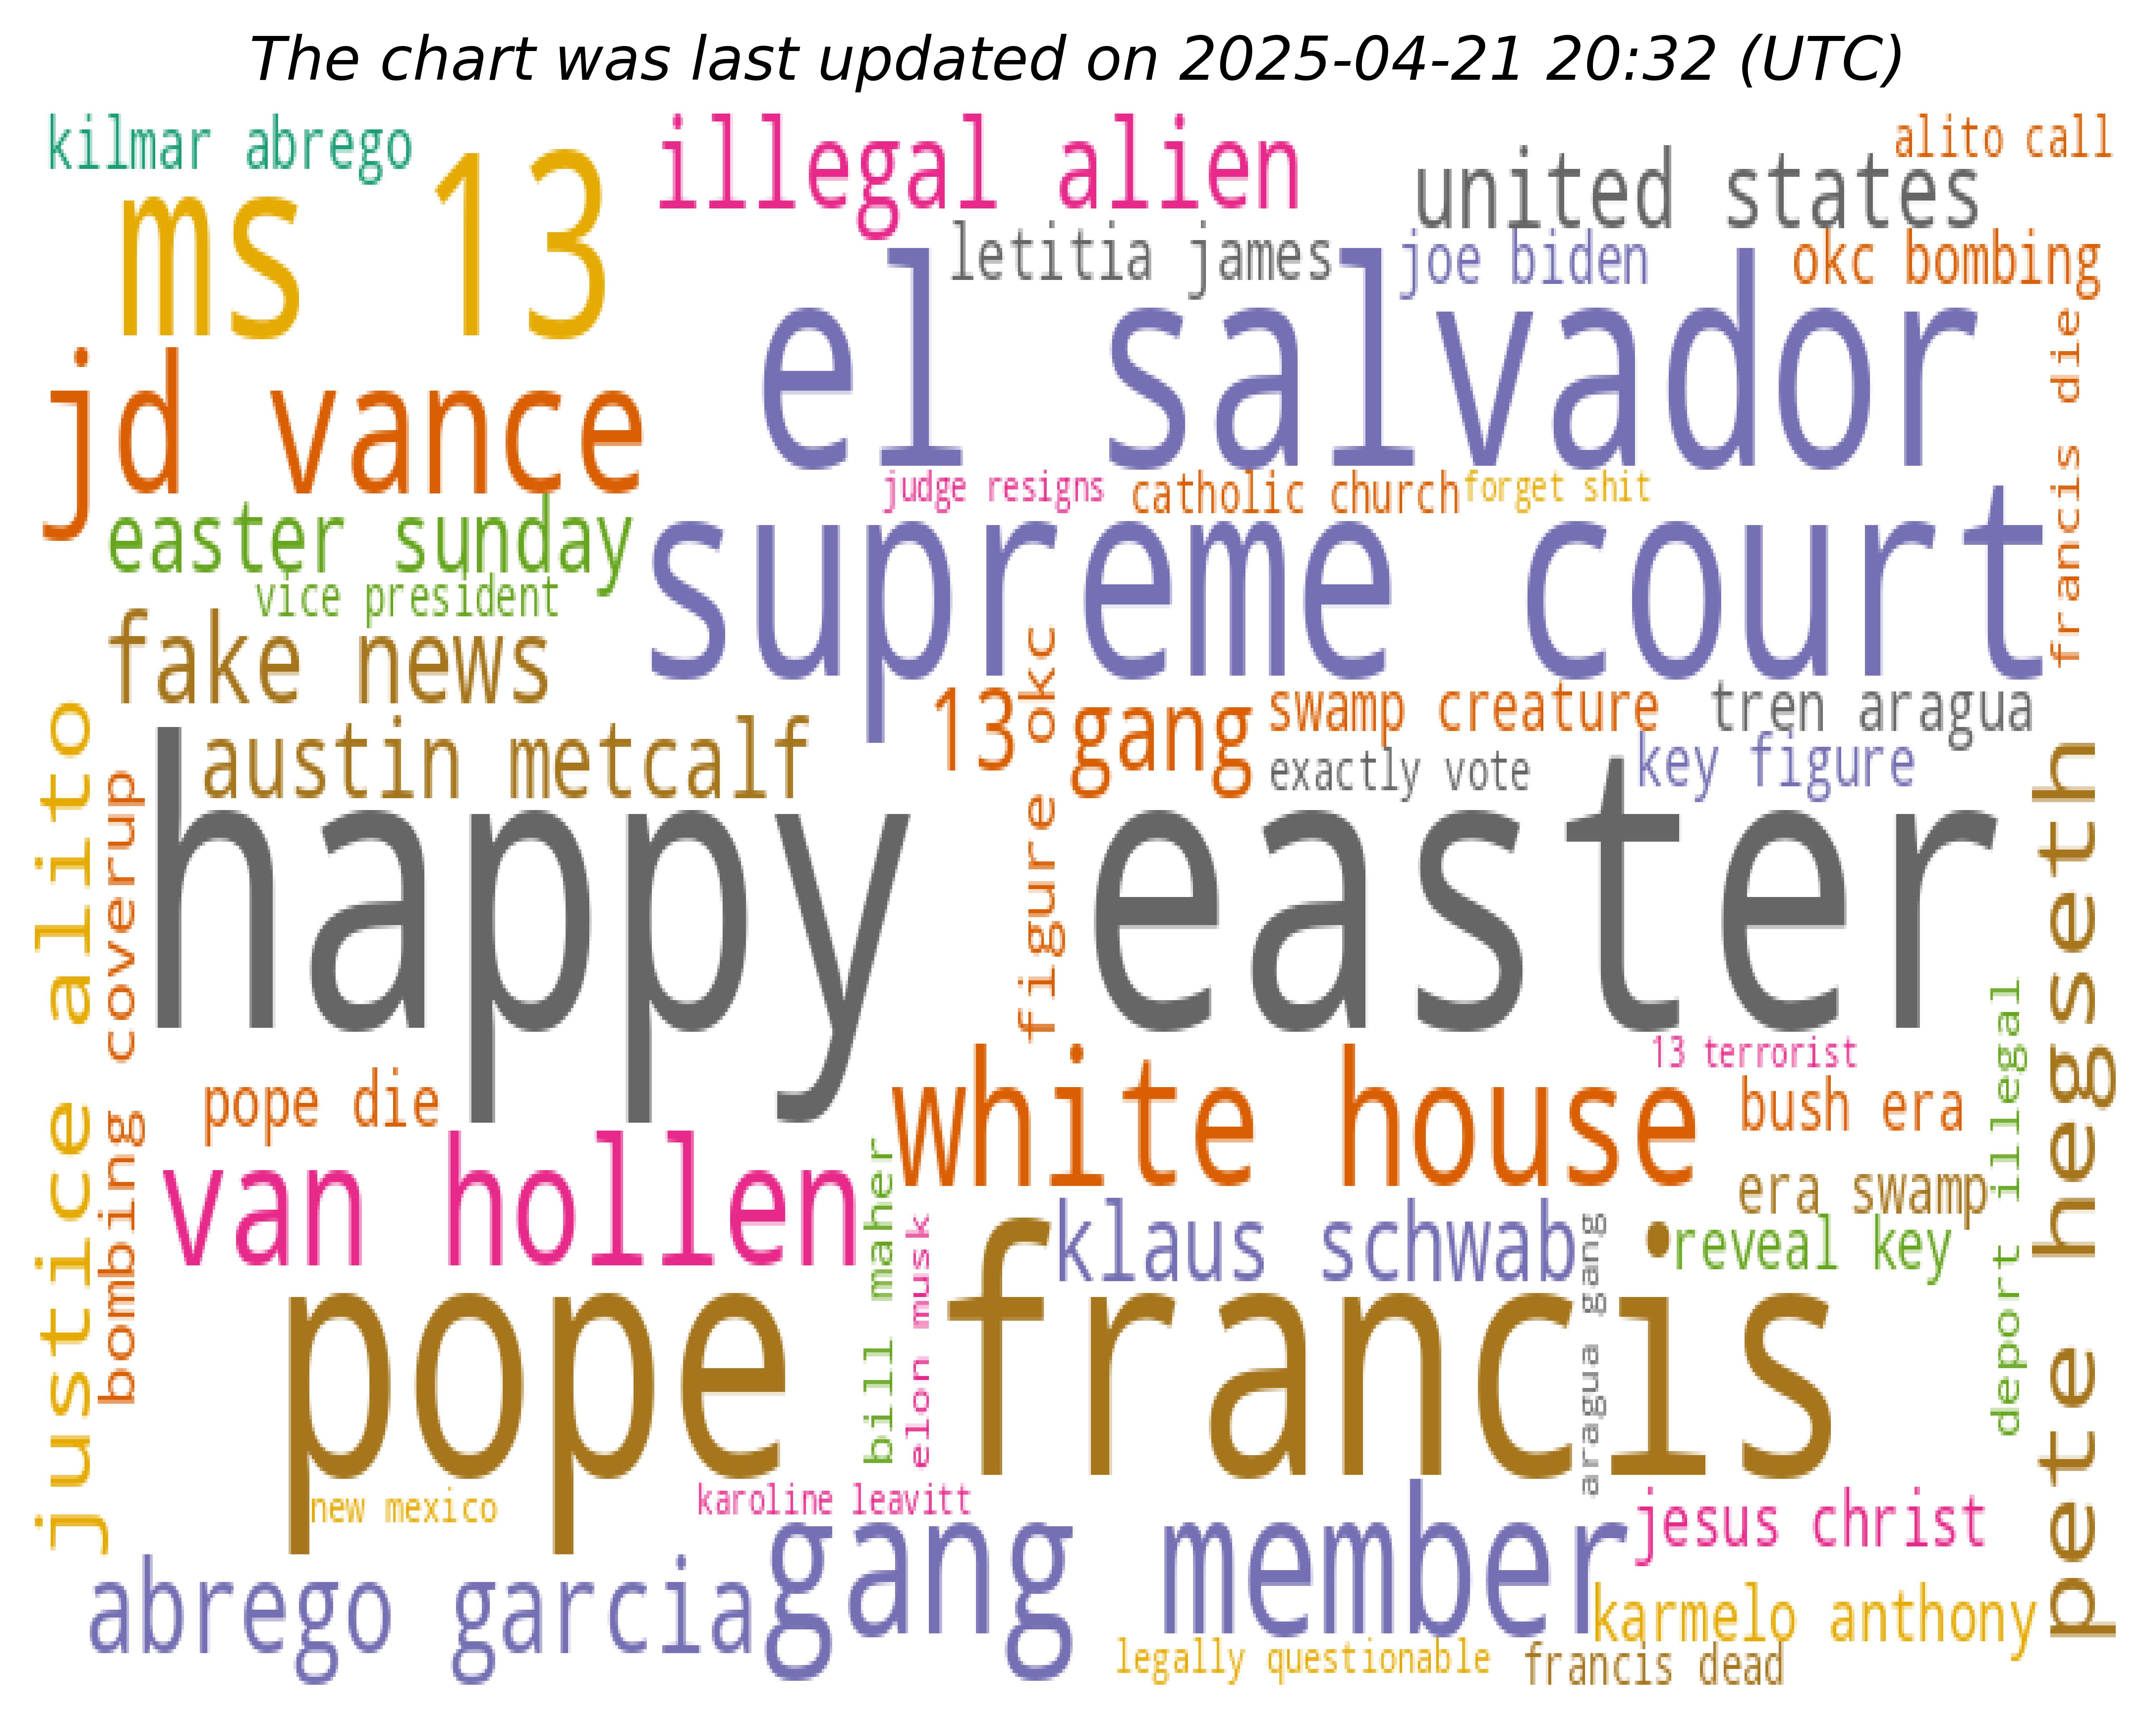 The chart was last updated on 2025-04-21 20:32 (UTC)
kilmar abrego
ms 13
illegal alien
united states
alito call
letitia james
joe biden
okc bombing
el salvador
francis die
jd vance
judge resigns
catholic church
forget shit
easter sunday
supreme court
vice president
fake news
13 gang
figure okc
swamp creature
tren aragua
austin metcalf
exactly vote
key figure
justice alito
bombing coverup
happy easter
pete hegseth
13 terrorist
deport illegal
pope die
white house
bush era
van hollen
era swamp
bill maher
elon musk
klaus schwab
aragua gang
reveal key
pope francis
new mexico
karoline leavitt
jesus christ
abrego garcia
gang member
karmelo anthony
legally questionable
francis dead